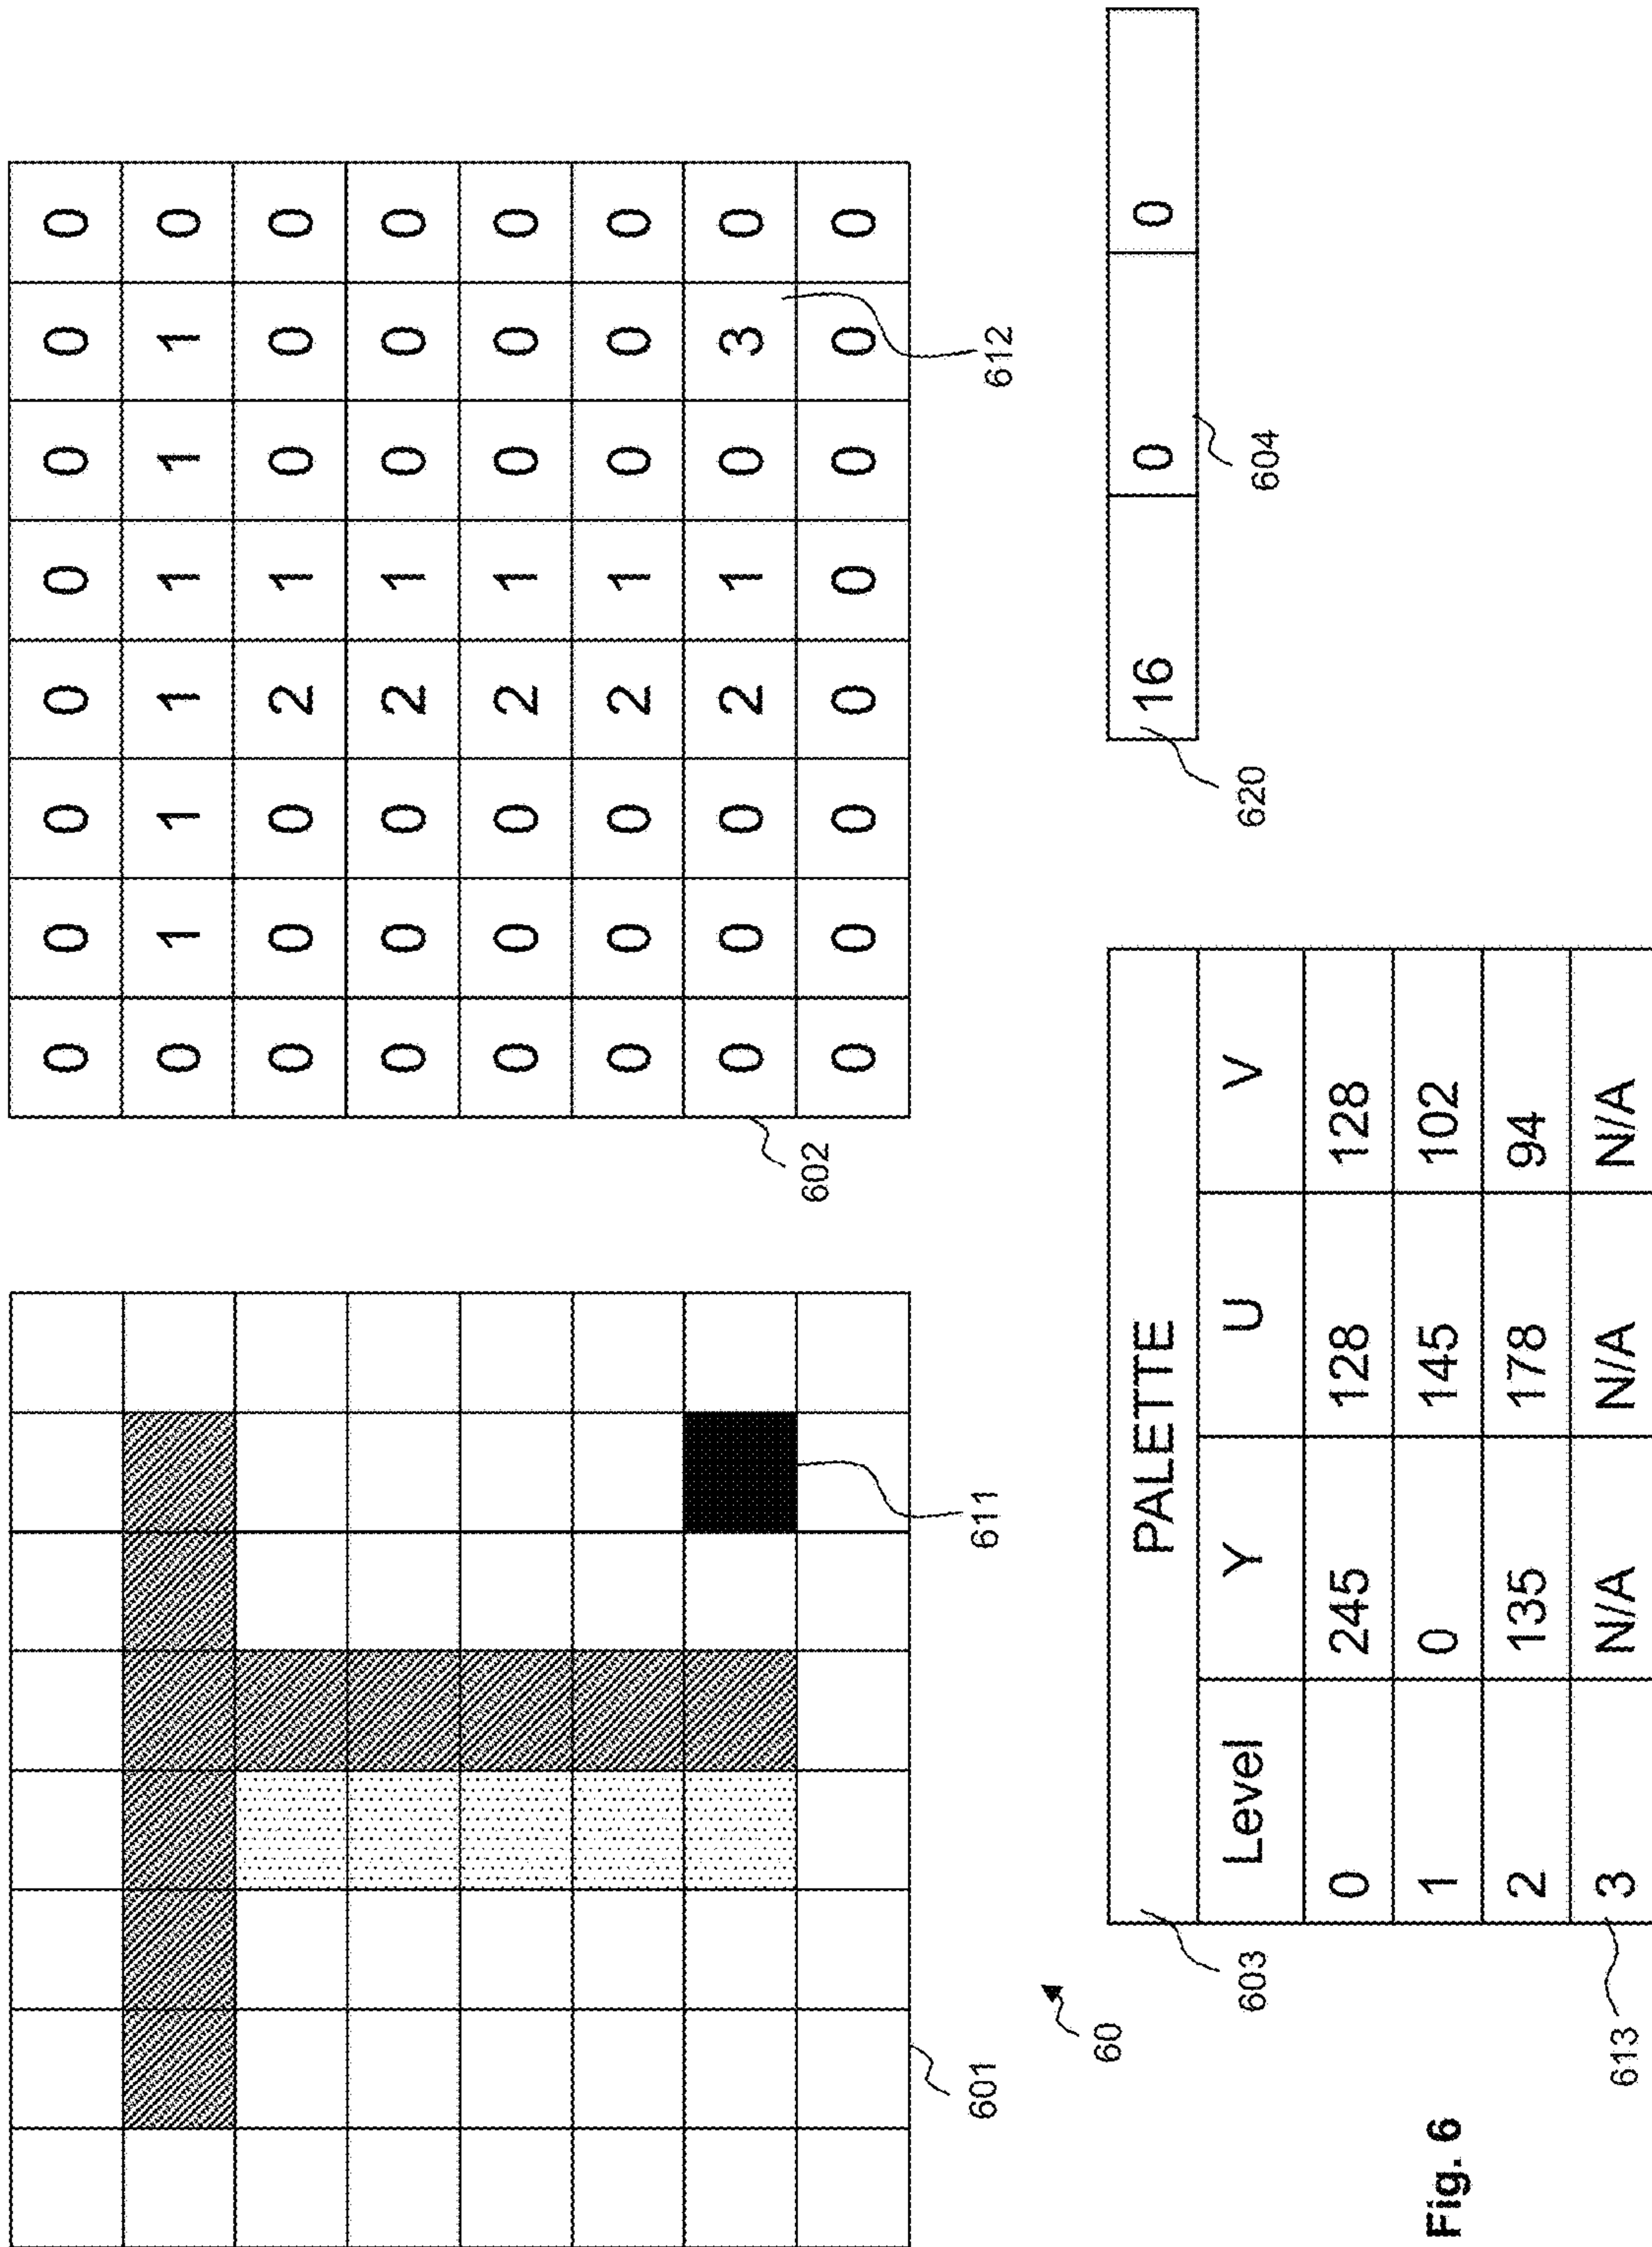 0 0 0 0 0 0 0 0
0 1 1 1 1 1 1 0
0 0 0 2 1 0 0 0
0 0 0 2 1 0 0 0
0 0 0 2 1 0 0 0
0 0 0 2 1 0 0 0
0 0 0 2 1 0 3 0
0 0 0 0 0 0 0 0
602
601 611 612
60
PALETTE
Level Y U V
0 245 128 128
1 0 145 102
2 135 178 94
3 N/A N/A N/A
603
613
16 0 0
620 604
Fig. 6